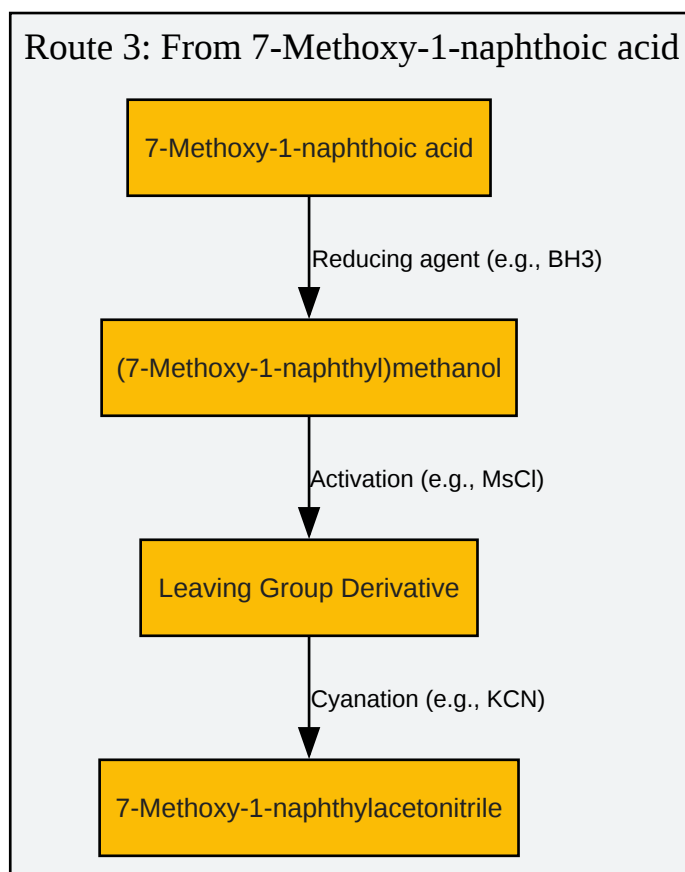 Route 3: From 7-Methoxy-1-naphthoic acid
7-Methoxy-1-naphthoic acid
Reducing agent (e.g., BH3)
(7-Methoxy-1-naphthyl)methanol
Activation (e.g., MsCl)
Leaving Group Derivative
Cyanation (e.g., KCN)
7-Methoxy-1-naphthylacetonitrile